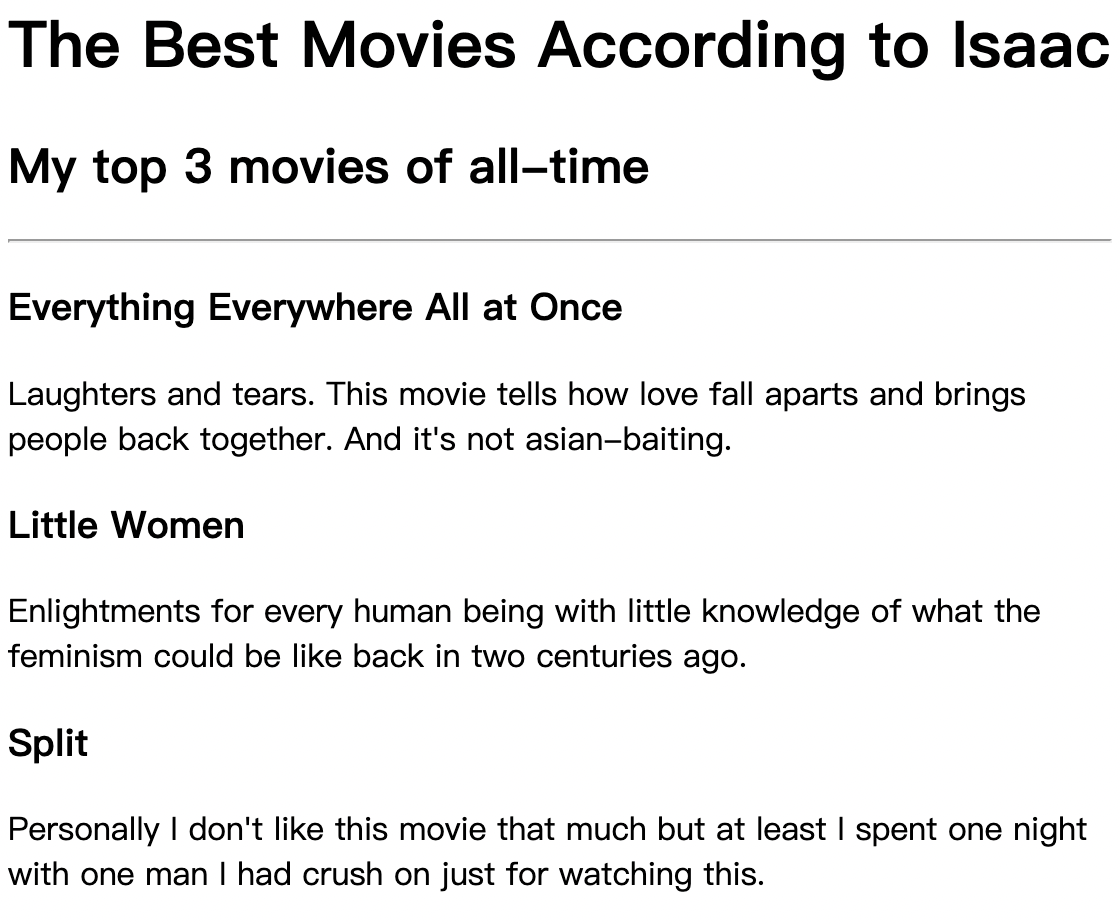 The Best Movies According to Isaac
My top 3 movies of all-time
Everything Everywhere All at Once
Laughters and tears. This movie tells how love fall aparts and brings
people back together. And it's not asian-baiting.
Little Women
Enlightments for every human being with little knowledge of what the
feminism could be like back in two centuries ago.
Split
Personally I don't like this movie that much but at least I spent one night
with one man I had crush on just for watching this.